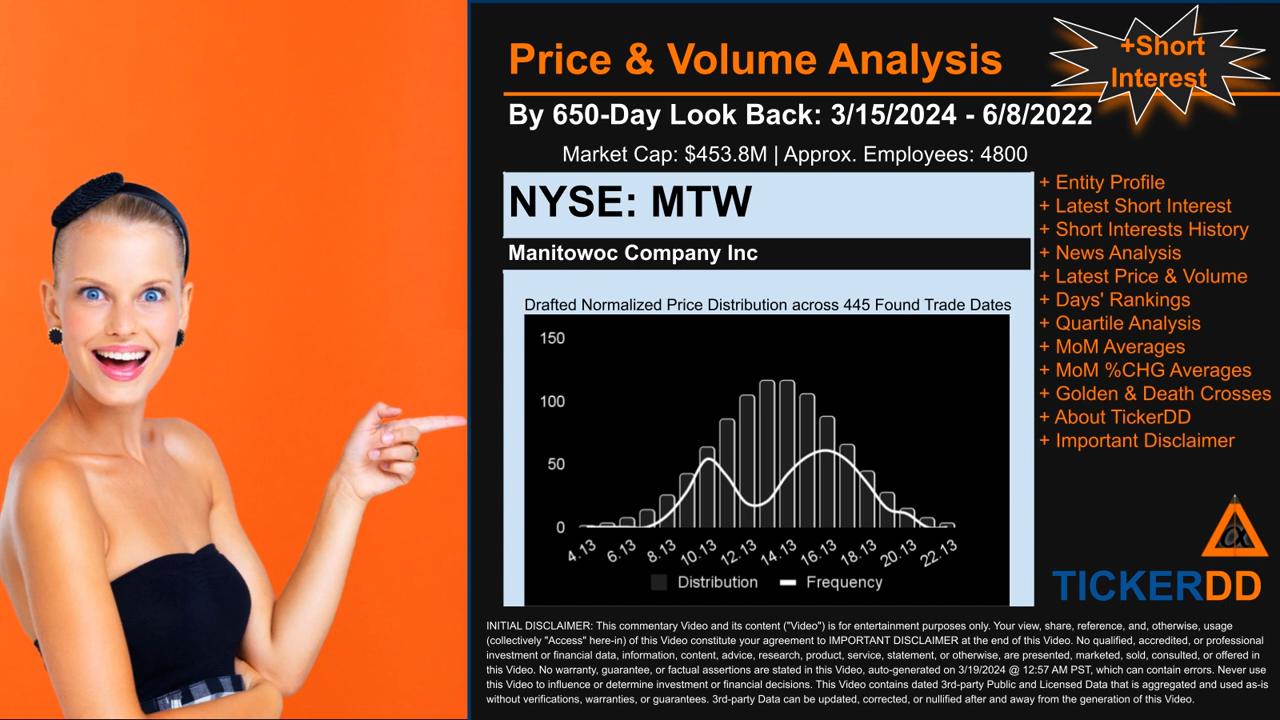 Price & Volume Analysis
+Short
Interest
By 650-Day Look Back: 3/15/2024 - 6/8/2022
Market Cap: $453.8M | Approx. Employees: 4800
NYSE: MTW
Manitowoc Company Inc
Drafted Normalized Price Distribution across 445 Found Trade Dates
150
100
50
0
4.13 6.13 8.13 10.13 12.13 14.13 16.13 18.13 20.13 22.13
Distribution Frequency
+ Entity Profile
+ Latest Short Interest
+ Short Interests History
+ News Analysis
+ Latest Price & Volume
+ Days' Rankings
+ Quartile Analysis
+ MoM Averages
+ MoM %CHG Averages
+ Golden & Death Crosses
+ About TickerDD
+ Important Disclaimer
TICKERDD
INITIAL DISCLAIMER: This commentary Video and its content ("Video") is for entertainment purposes only. Your view, share, reference, and, otherwise, usage
(collectively "Access" here-in) of this Video constitute your agreement to IMPORTANT DISCLAIMER at the end of this Video. No qualified, accredited, or professional
investment or financial data, information, content, advice, research, product, service, statement, or otherwise, are presented, marketed, sold, consulted, or offered in
this Video. No warranty, guarantee, or factual assertions are stated in this Video, auto-generated on 3/19/2024 @ 12:57 AM PST, which can contain errors. Never use
this Video to influence or determine investment or financial decisions. This Video contains dated 3rd-party Public and Licensed Data that is aggregated and used as-is
without verifications, warranties, or guarantees. 3rd-party Data can be updated, corrected, or nullified after and away from the generation of this Video.